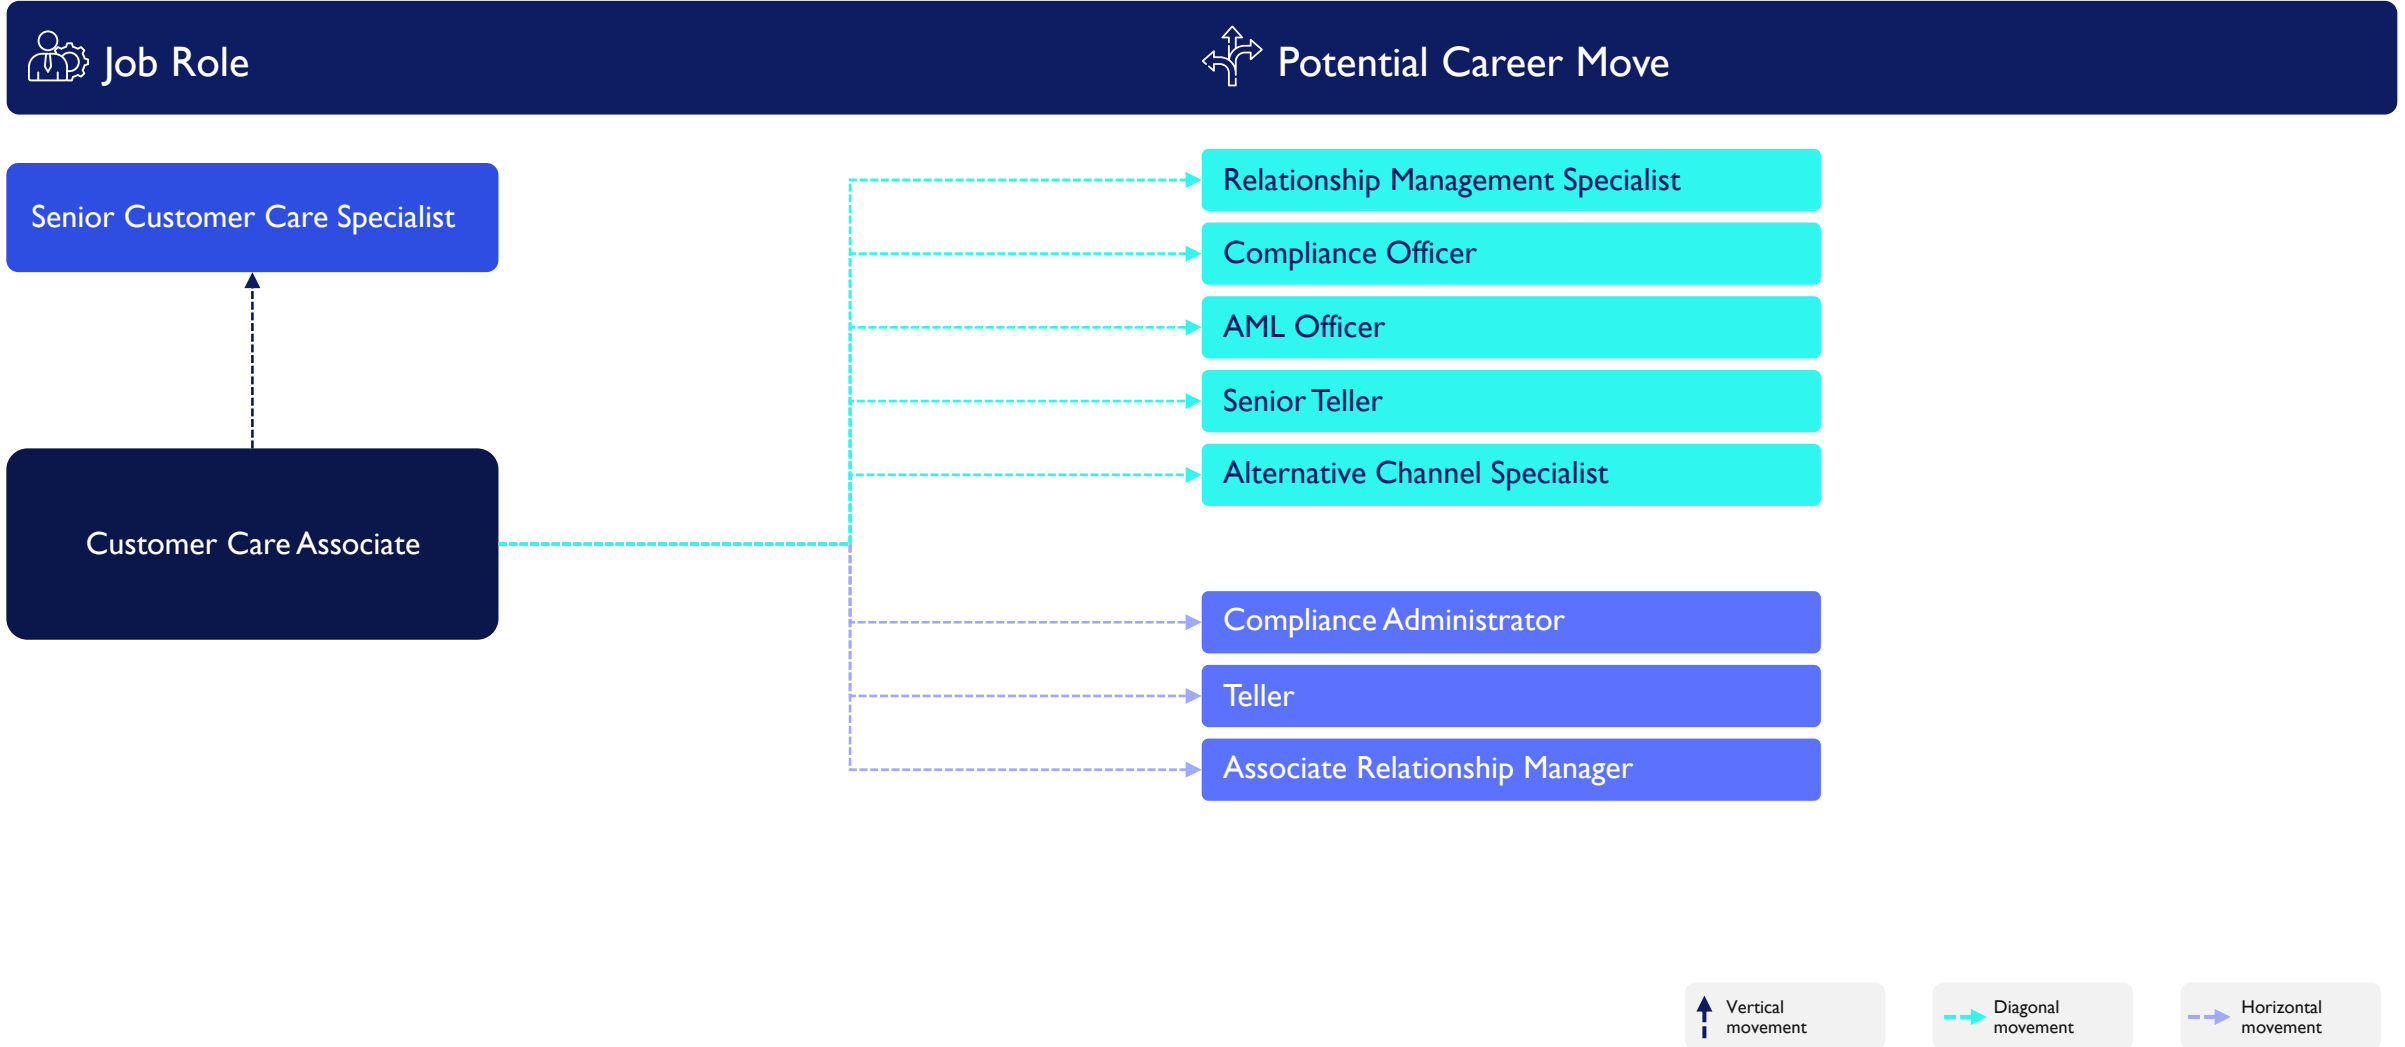 Job Role
Potential Career Move
Senior Customer Care Specialist
Customer Care Associate
Relationship Management Specialist
Compliance Officer
AML Officer
Senior Teller
Alternative Channel Specialist
Compliance Administrator
Teller
Associate Relationship Manager
Vertical
movement
Diagonal
movement
Horizontal
movement